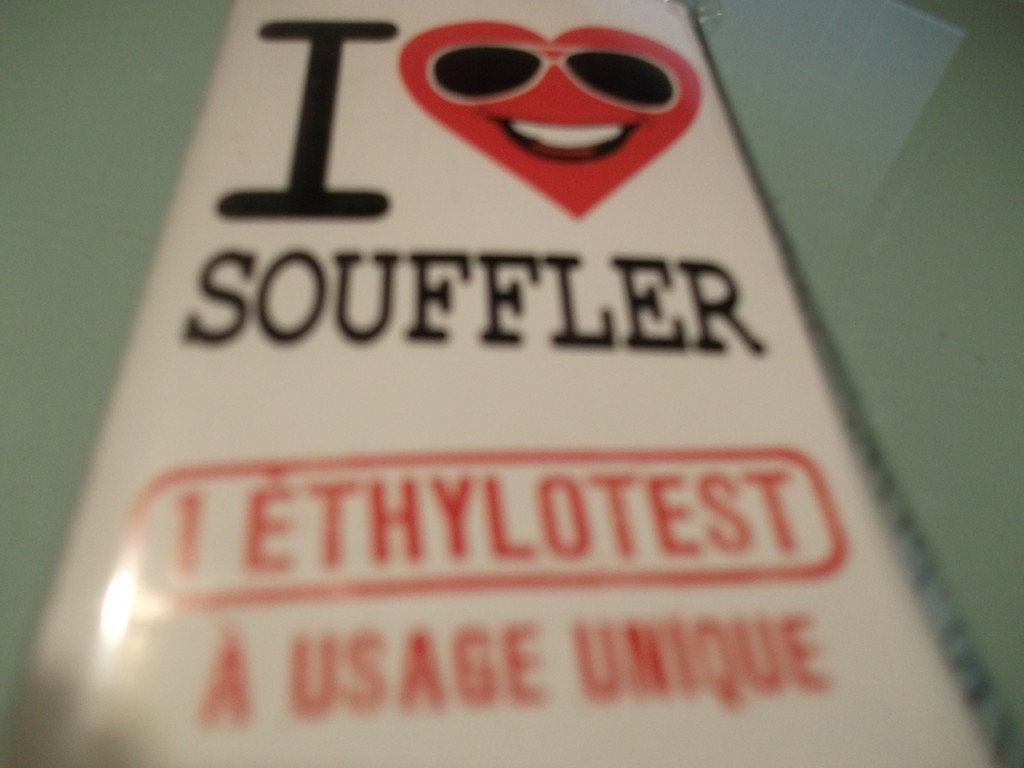 I
SOUFFLER
1 ÉTHYLOTEST
À USAGE UNIQUE